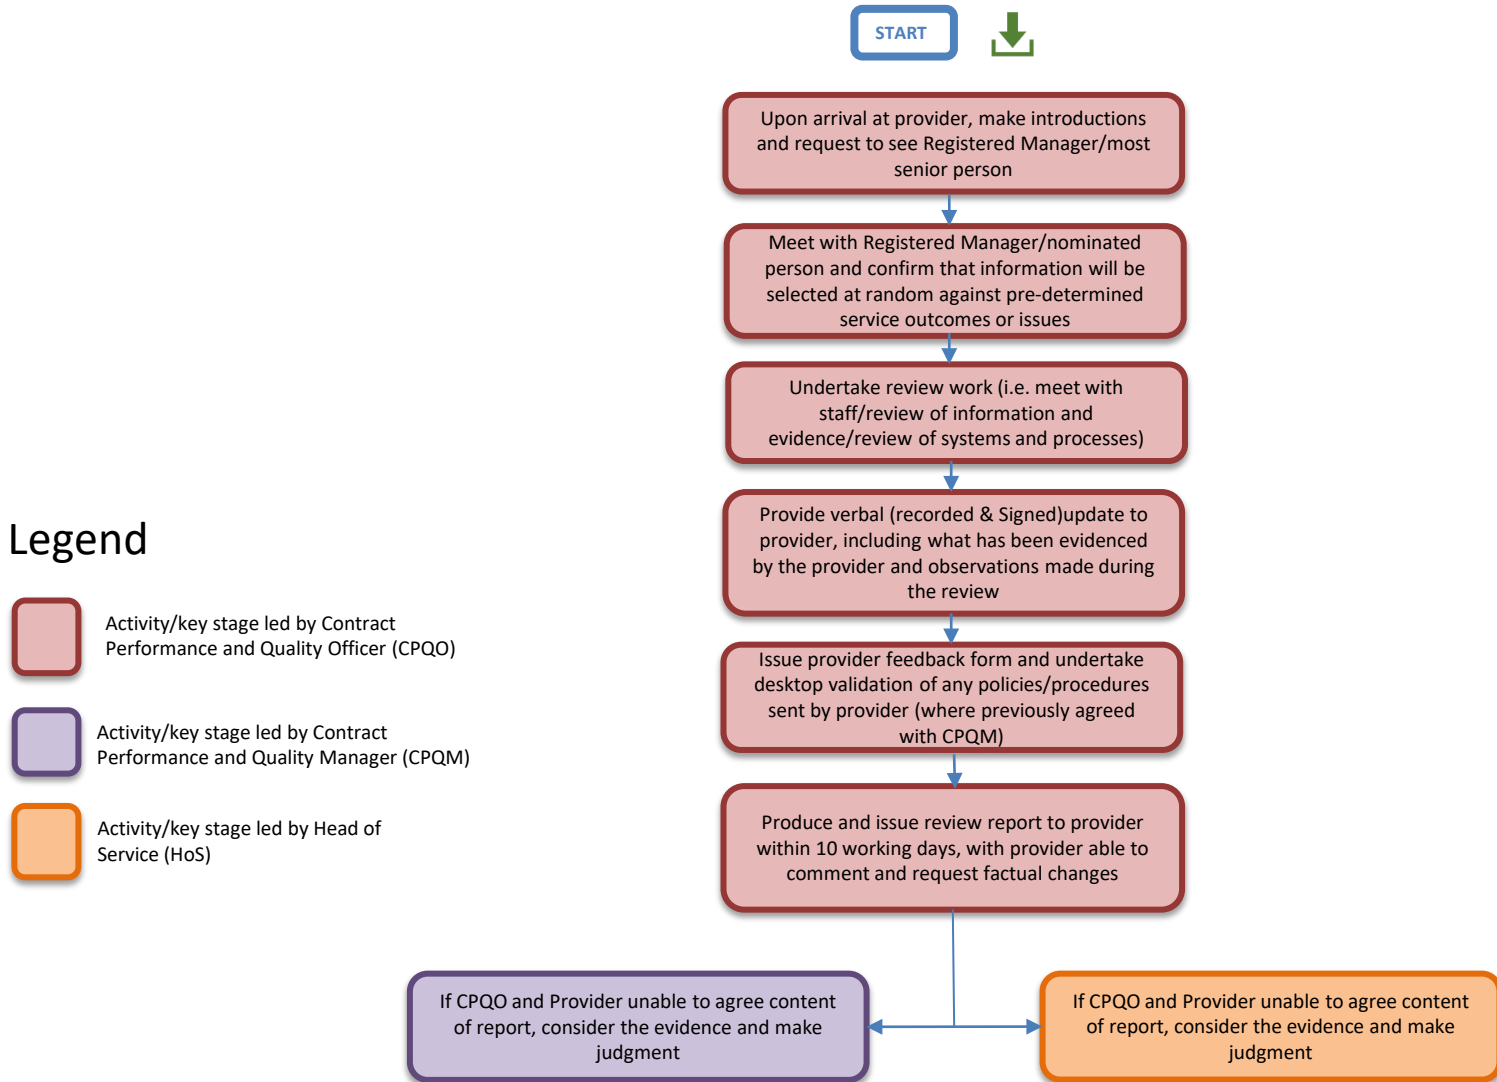 START
Upon arrival at provider, make introductions
and request to see Registered Manager/most
senior person
Meet with Registered Manager/nominated
person and confirm that information will be
selected at random against pre-determined
service outcomes or issues
Undertake review work (i.e. meet with
staff/review of information and
evidence/review of systems and processes)
Provide verbal (recorded & Signed)update to
provider, including what has been evidenced
by the provider and observations made during
the review
Issue provider feedback form and undertake
desktop validation of any policies/procedures
sent by provider (where previously agreed
with CPQM)
Produce and issue review report to provider
within 10 working days, with provider able to
comment and request factual changes
If CPQO and Provider unable to agree content
of report, consider the evidence and make
judgment
If CPQO and Provider unable to agree content
of report, consider the evidence and make
judgment
Legend
Activity/key stage led by Contract
Performance and Quality Officer (CPQO)
Activity/key stage led by Contract
Performance and Quality Manager (CPQM)
Activity/key stage led by Head of
Service (HoS)